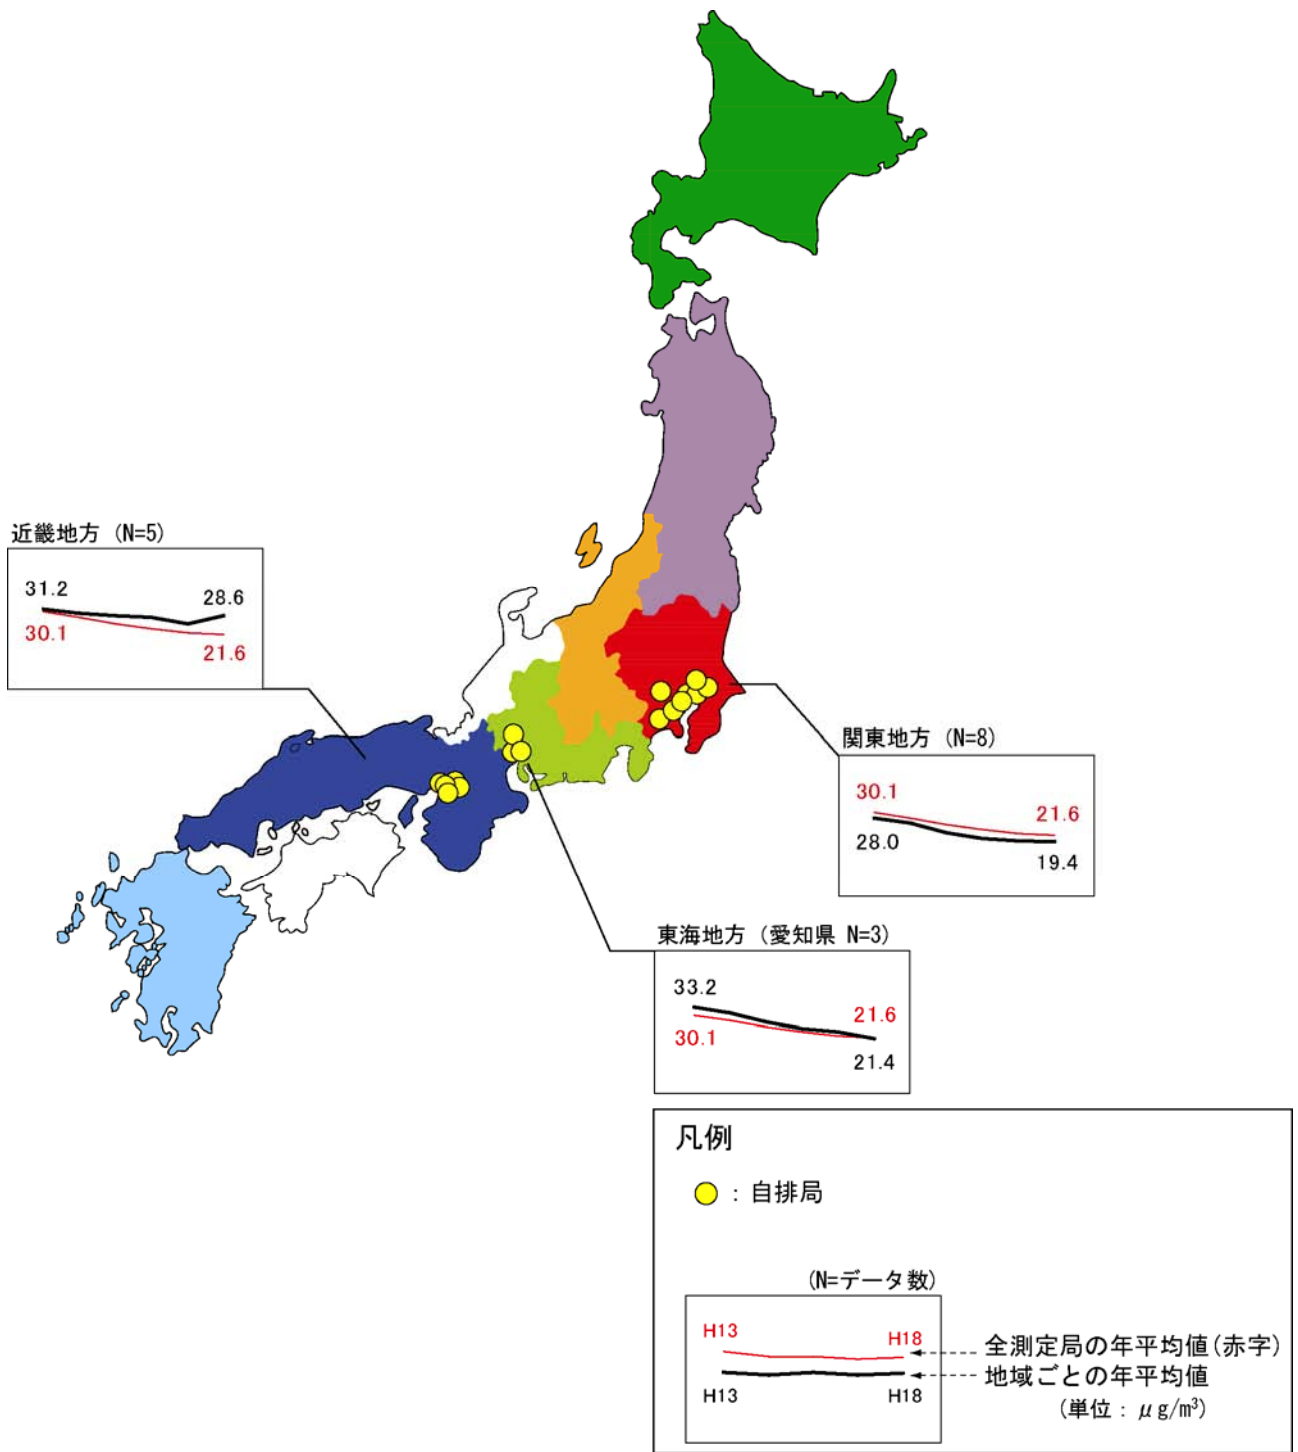 近畿地方 (N=5)
31.2
28.6
30.1
21.6
関東地方 (N=8)
30.1
21.6
28.0
19.4
東海地方 (愛知県 N=3)
33.2
21.6
30.1
21.4
凡例
：自排局
(N=データ数)
H13
H18
全測定局の年平均値(赤字)
地域ごとの年平均値
H13
H18
(単位：μg/m³)